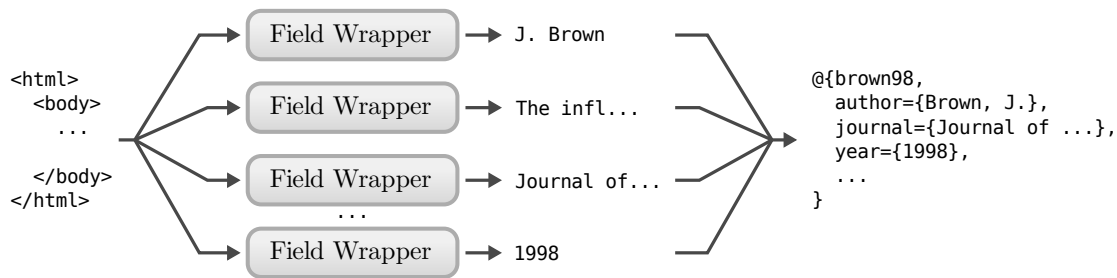 <html>
<body>
...
</body>
</html>
Field Wrapper
J. Brown
Field Wrapper
The infl...
Field Wrapper
Journal of...
...
Field Wrapper
1998
@{brown98,
author={Brown, J.},
journal={Journal of ...},
year={1998},
...
}